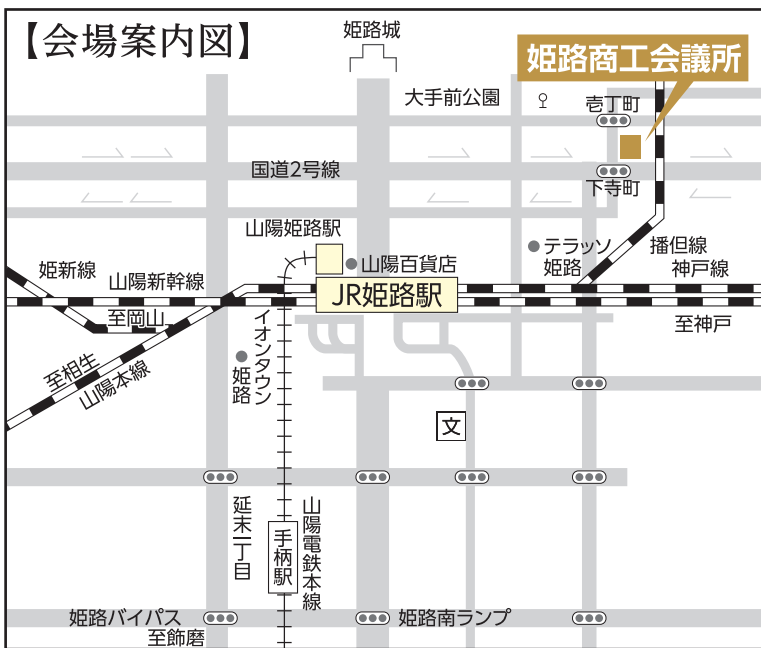 【会場案内図】
姫路城
姫路商工会議所
大手前公園
壱丁町
国道2号線
下寺町
山陽姫路駅
山陽百貨店
テラッソ
姫路
播但線
神戸線
姫新線
山陽新幹線
JR姫路駅
至岡山
至神戸
イオンタウン
姫路
至相生
山陽本線
文
延末一丁目
手柄駅
山陽電鉄本線
姫路バイパス
姫路南ランプ
至飾磨